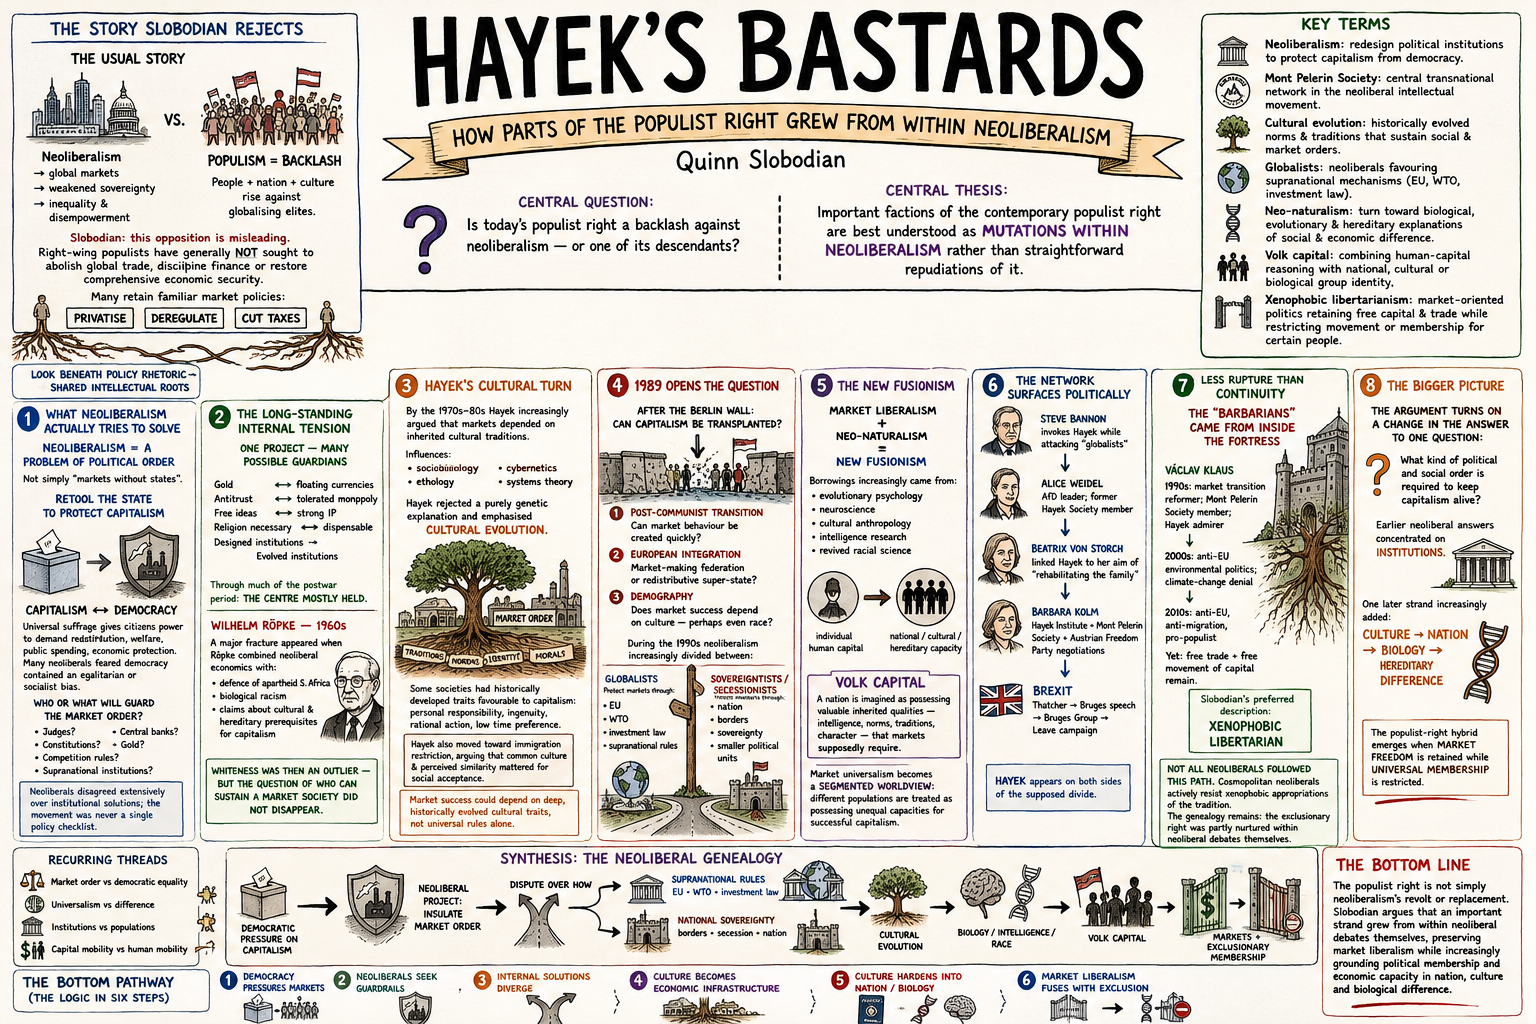 THE STORY SLOBODIAN REJECTS
THE USUAL STORY
VS.
Neoliberalism
→ global markets
→ weakened sovereignty
→ inequality &
disempowerment
POPULISM = BACKLASH
People + nation + culture
rise against
globalising elites.
Slobodian: this opposition is misleading.
Right-wing populists have generally NOT sought to
abolish global trade, discipline finance or restore
comprehensive economic security.
Many retain familiar market policies:
PRIVATISE
DEREGULATE
CUT TAXES
LOOK BENEATH POLICY RHETORIC —
SHARED INTELLECTUAL ROOTS
HAYEK'S BASTARDS
HOW PARTS OF THE POPULIST RIGHT GREW FROM WITHIN NEOLIBERALISM
Quinn Slobodian
?
CENTRAL QUESTION:
Is today's populist right a backlash against
neoliberalism — or one of its descendants?
CENTRAL THESIS:
Important factions of the contemporary populist right
are best understood as MUTATIONS WITHIN
NEOLIBERALISM rather than straightforward
repudiations of it.
KEY TERMS
Neoliberalism: redesign political institutions
to protect capitalism from democracy.
Mont Pelerin Society: central transnational
network in the neoliberal intellectual
movement.
Cultural evolution: historically evolved
norms & traditions that sustain social &
market orders.
Globalists: neoliberals favouring
supranational mechanisms (EU, WTO,
investment law).
Neo-naturalism: turn toward biological,
evolutionary & hereditary explanations
of social & economic difference.
Volk capital: combining human-capital
reasoning with national, cultural or
biological group identity.
Xenophobic libertarianism: market-oriented
politics retaining free capital & trade while
restricting movement or membership for
certain people.
1 WHAT NEOLIBERALISM
ACTUALLY TRIES TO SOLVE
NEOLIBERALISM = A
PROBLEM OF POLITICAL ORDER
Not simply "markets without states".
RETOOL THE STATE
TO PROTECT CAPITALISM
CAPITALISM ↔ DEMOCRACY
Universal suffrage gives citizens power
to demand redistribution, welfare,
public spending, economic protection.
Many neoliberals feared democracy
contained an egalitarian or
socialist bias.
WHO OR WHAT WILL GUARD
THE MARKET ORDER?
• Judges?
• Central banks?
• Constitutions?
• Gold?
• Competition rules?
• Supranational institutions?
Neoliberals disagreed extensively
over institutional solutions; the
movement was never a single
policy checklist.
2 THE LONG-STANDING
INTERNAL TENSION
ONE PROJECT — MANY
POSSIBLE GUARDIANS
Gold ↔ floating currencies
Antitrust ↔ tolerated monopoly
Free ideas ↔ strong IP
Religion necessary ↔ dispensable
Designed institutions →
Evolved institutions
Through much of the postwar
period: THE CENTRE MOSTLY HELD.
WILHELM RÖPKE — 1960s
A major fracture appeared when
Röpke combined neoliberal
economics with:
• defence of apartheid S. Africa
• biological racism
• claims about cultural &
hereditary prerequisites
for capitalism
WHITENESS WAS THEN AN OUTLIER —
BUT THE QUESTION OF WHO CAN
SUSTAIN A MARKET SOCIETY DID
NOT DISAPPEAR.
3 HAYEK'S CULTURAL TURN
By the 1970s–80s Hayek increasingly
argued that markets depended on
inherited cultural traditions.
Influences:
• sociobiology
• cybernetics
• ethology
• systems theory
Hayek rejected a purely genetic
explanation and emphasised
CULTURAL EVOLUTION.
MARKET ORDER
TRADITIONS
NORMS
MORALS
Some societies had historically
developed traits favourable to capitalism:
personal responsibility, ingenuity,
rational action, low time preference.
Hayek also moved toward immigration
restriction, arguing that common culture
& perceived similarity mattered for
social acceptance.
Market success could depend on deep,
historically evolved cultural traits,
not universal rules alone.
4 1989 OPENS THE QUESTION
AFTER THE BERLIN WALL:
CAN CAPITALISM BE TRANSPLANTED?
1 POST-COMMUNIST TRANSITION
Can market behaviour be
created quickly?
2 EUROPEAN INTEGRATION
Market-making federation
or redistributive super-state?
3 DEMOGRAPHY
Does market success depend
on culture — perhaps even race?
During the 1990s neoliberalism
increasingly divided between:
GLOBALISTS
Protect markets through:
• EU
• WTO
• investment law
• supranational rules
SOVEREIGNTISTS /
SECESSIONISTS
through:
• nation
• borders
• sovereignty
• smaller political
units
5 THE NEW FUSIONISM
MARKET LIBERALISM
+
NEO-NATURALISM
=
NEW FUSIONISM
Borrowings increasingly came from:
• evolutionary psychology
• neuroscience
• cultural anthropology
• intelligence research
• revived racial science
individual
human capital
national / cultural /
hereditary capacity
VOLK CAPITAL
A nation is imagined as possessing
valuable inherited qualities —
intelligence, norms, traditions,
character — that markets
supposedly require.
Market universalism becomes
a SEGMENTED WORLDVIEW:
different populations are treated as
possessing unequal capacities for
successful capitalism.
6 THE NETWORK
SURFACES POLITICALLY
STEVE BANNON
invokes Hayek while
attacking "globalists"
ALICE WEIDEL
AfD leader; former
Hayek Society member
BEATRIX VON STORCH
linked Hayek to her aim of
"rehabilitating the family"
BARBARA KOLM
Hayek Institute + Mont Pelerin
Society + Austrian Freedom
Party negotiations
BREXIT
Thatcher → Bruges speech
→ Bruges Group →
Leave campaign
HAYEK appears on both sides
of the supposed divide.
7 LESS RUPTURE THAN
CONTINUITY
THE "BARBARIANS"
CAME FROM INSIDE
THE FORTRESS
VÁCLAV KLAUS
1990s: market transition
reformer; Mont Pelerin
Society member;
Hayek admirer
2000s: anti-EU
environmental politics;
climate-change denial
2010s: anti-EU,
anti-migration,
pro-populist
Yet: free trade + free
movement of capital
remain.
Slobodian's preferred
description:
XENOPHOBIC
LIBERTARIAN
NOT ALL NEOLIBERALS FOLLOWED
THIS PATH. Cosmopolitan neoliberals
actively resist xenophobic appropriations
of the tradition.
The genealogy remains: the exclusionary
right was partly nurtured within
neoliberal debates themselves.
8 THE BIGGER PICTURE
THE ARGUMENT TURNS ON
A CHANGE IN THE ANSWER
TO ONE QUESTION:
?
What kind of political
and social order is
required to keep
capitalism alive?
Earlier neoliberal answers
concentrated on
INSTITUTIONS.
One later strand increasingly
added:
CULTURE → NATION
→ BIOLOGY →
HEREDITARY
DIFFERENCE
The populist-right hybrid
emerges when MARKET
FREEDOM is retained while
UNIVERSAL MEMBERSHIP
is restricted.
RECURRING THREADS
Market order vs democratic equality
Universalism vs difference
Institutions vs populations
$ Capital mobility vs human mobility
SYNTHESIS: THE NEOLIBERAL GENEALOGY
DEMOCRATIC
PRESSURE ON
CAPITALISM
NEOLIBERAL
PROJECT:
INSULATE
MARKET ORDER
DISPUTE OVER HOW
SUPRANATIONAL RULES
EU • WTO • investment law
NATIONAL SOVEREIGNTY
borders • secession • nation
CULTURAL
EVOLUTION
BIOLOGY / INTELLIGENCE /
RACE
VOLK CAPITAL
$
MARKETS +
EXCLUSIONARY
MEMBERSHIP
THE BOTTOM LINE
The populist right is not simply
neoliberalism's revolt or replacement.
Slobodian argues that an important
strand grew from within neoliberal
debates themselves, preserving
market liberalism while increasingly
grounding political membership and
economic capacity in nation, culture
and biological difference.
THE BOTTOM PATHWAY
(THE LOGIC IN SIX STEPS)
1 DEMOCRACY
PRESSURES MARKETS
2 NEOLIBERALS SEEK
GUARDRAILS
3 INTERNAL SOLUTIONS
DIVERGE
4 CULTURE BECOMES
ECONOMIC INFRASTRUCTURE
5 CULTURE HARDENS INTO
NATION / BIOLOGY
6 MARKET LIBERALISM
FUSES WITH EXCLUSION